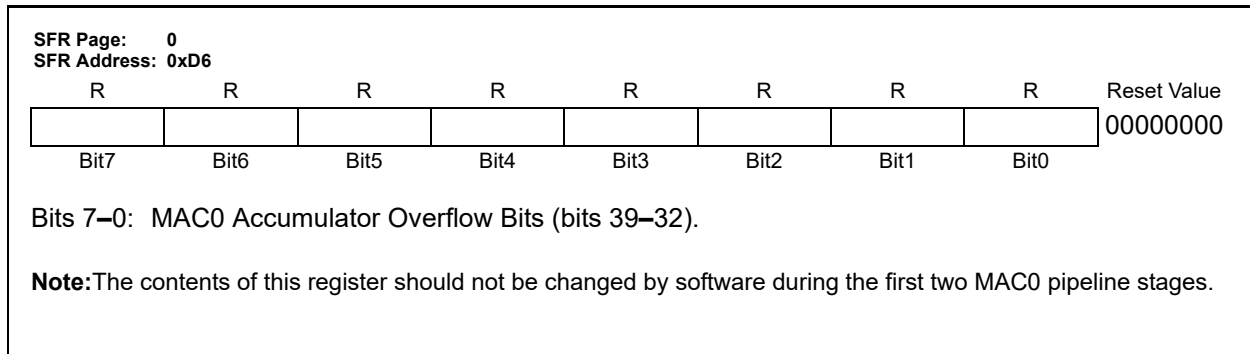 SFR Page: 0
SFR Address: 0xD6
R R R R R R R R Reset Value
00000000
Bit7 Bit6 Bit5 Bit4 Bit3 Bit2 Bit1 Bit0
Bits 7–0: MAC0 Accumulator Overflow Bits (bits 39–32).
Note:The contents of this register should not be changed by software during the first two MAC0 pipeline stages.